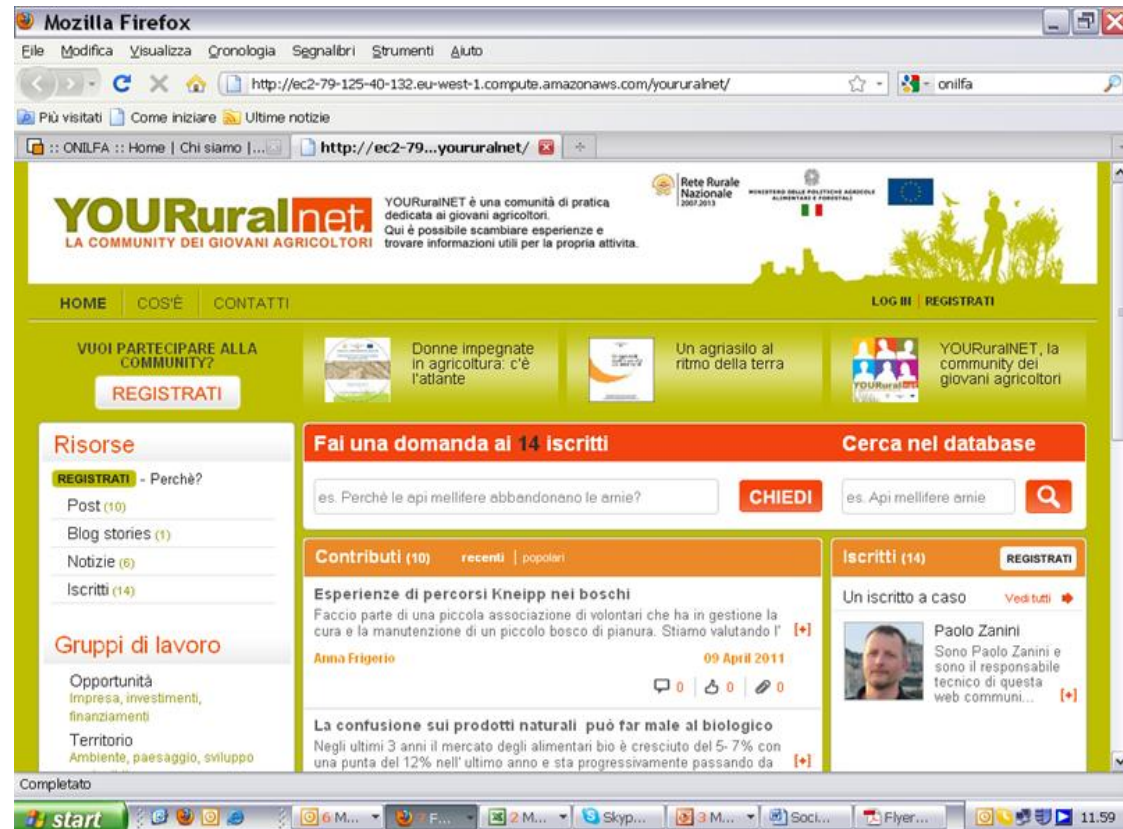 Mozilla Firefox
File Modifica Visualizza Cronologia Segnalibri Strumenti Aiuto
http://ec2-79-125-40-132.eu-west-1.compute.amazonaws.com/youruralnet/
onilfa
Più visitati Come iniziare Ultime notizie
:: ONILFA :: Home | Chi siamo |...
http://ec2-79...youruralnet/
YOURuralnet
LA COMMUNITY DEI GIOVANI AGRICOLTORI
YOURuralNET è una comunità di pratica
dedicata ai giovani agricoltori.
Qui è possibile scambiare esperienze e
trovare informazioni utili per la propria attivita.
Rete Rurale
Nazionale
2007.2013
MINISTERO DELLE POLITICHE AGRICOLE
ALIMENTARI E FORESTALI
HOME COS'È CONTATTI
LOG IN | REGISTRATI
VUOI PARTECIPARE ALLA
COMMUNITY?
REGISTRATI
Donne impegnate
in agricoltura: c'è
l'atlante
Un agriasilo al
ritmo della terra
YOURuralnet
YOURuralNET, la
community dei
giovani agricoltori
Risorse
REGISTRATI - Perchè?
Post (10)
Blog stories (1)
Notizie (6)
Iscritti (14)
Gruppi di lavoro
Opportunità
Impresa, investimenti,
finanziamenti
Territorio
Ambiente, paesaggio, sviluppo
Fai una domanda ai 14 iscritti
es. Perchè le api mellifere abbandonano le arnie?
CHIEDI
Cerca nel database
es. Api mellifere arnie
Contributi (10) recenti | popolari
Esperienze di percorsi Kneipp nei boschi
Faccio parte di una piccola associazione di volontari che ha in gestione la
cura e la manutenzione di un piccolo bosco di pianura. Stiamo valutando l' [+]
Anna Frigerio 09 April 2011
0 0 0
La confusione sui prodotti naturali può far male al biologico
Negli ultimi 3 anni il mercato degli alimentari bio è cresciuto del 5- 7% con
una punta del 12% nell' ultimo anno e sta progressivamente passando da [+]
Iscritti (14) REGISTRATI
Un iscritto a caso Vedi tutti
Paolo Zanini
Sono Paolo Zanini e
sono il responsabile
tecnico di questa
web communi... [+]
Completato
start
6 M...
7 F...
2 M...
Skyp...
3 M...
Soci...
Flyer...
11.59